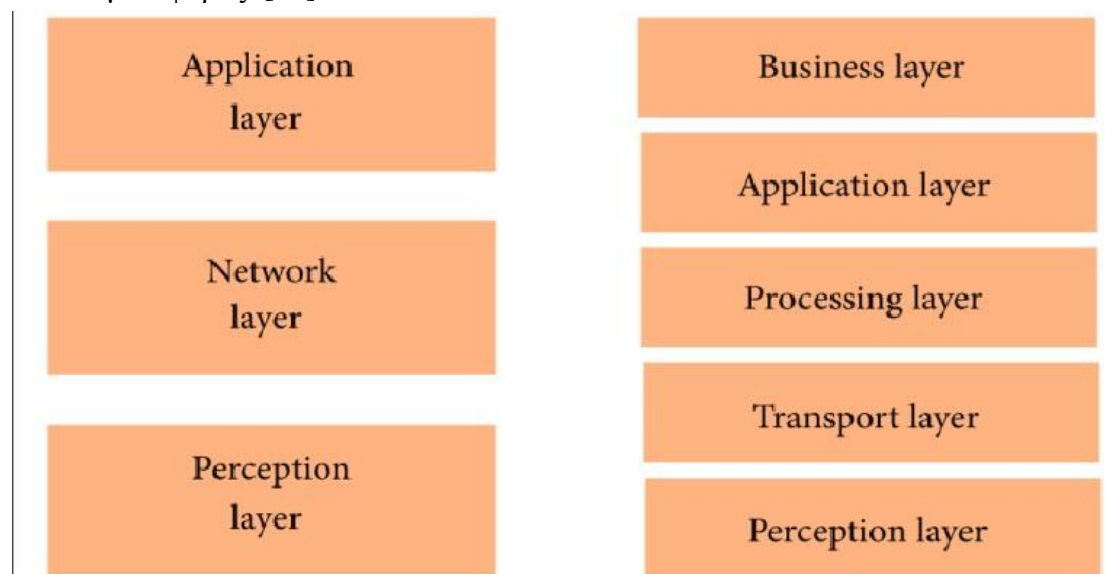 Application
layer
Network
layer
Perception
layer
Business layer
Application layer
Processing layer
Transport layer
Perception layer